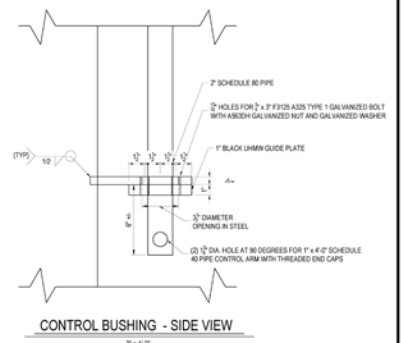 2" SCHEDULE 80 PIPE
HOLES FOR
x 3" F3125 A325 TYPE 1 GALVANIZED BOLT
WITH A563DH GALVANIZED NUT AND GALVANIZED WASHER
(TYP)
1/2
1" BLACK UHMW GUIDE PLATE
1"
6" +/-
DIAMETER
OPENING IN STEEL
DIA. HOLE AT 90 DEGREES FOR 1" x 4'-0" SCHEDULE
40 PIPE CONTROL ARM WITH THREADED END CAPS
CONTROL BUSHING - SIDE VIEW